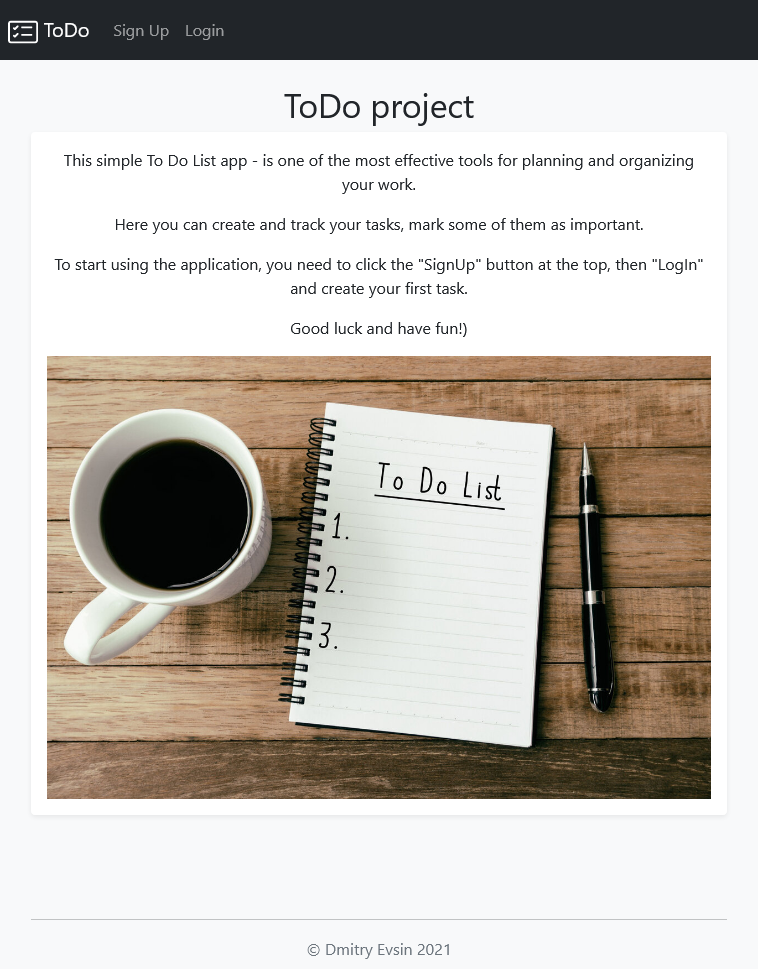 ToDo Sign Up Login
ToDo project
This simple To Do List app - is one of the most effective tools for planning and organizing
your work.
Here you can create and track your tasks, mark some of them as important.
To start using the application, you need to click the "SignUp" button at the top, then "LogIn"
and create your first task.
Good luck and have fun!)
To Do List
1.
2.
3.
© Dmitry Evsin 2021